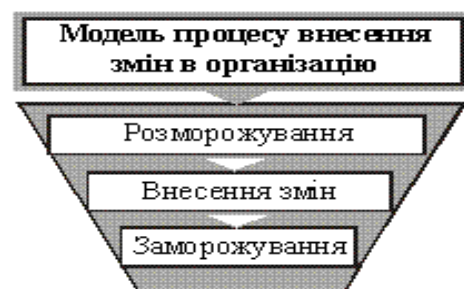 Модель процесу внесення
змін в організацію
Розморожування
Внесення змін
Заморожування